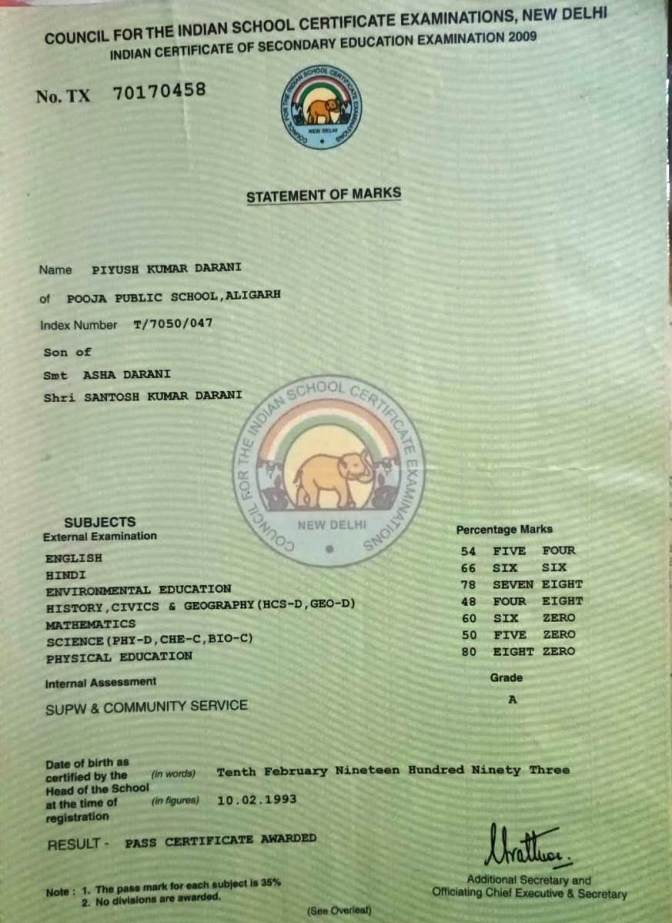 COUNCIL FOR THE INDIAN SCHOOL CERTIFICATE EXAMINATIONS, NEW DELHI
INDIAN CERTIFICATE OF SECONDARY EDUCATION EXAMINATION 2009
No. TX 70170458
COUNCIL FOR THE INDIAN SCHOOL CERTIFICATE EXAMINATIONS
NEW DELHI
STATEMENT OF MARKS
Name PIYUSH KUMAR DARANI
of POOJA PUBLIC SCHOOL,ALIGARH
Index Number T/7050/047
Son of
Smt ASHA DARANI
Shri SANTOSH KUMAR DARANI
COUNCIL FOR THE INDIAN SCHOOL CERTIFICATE EXAMINATIONS
NEW DELHI
SUBJECTS
External Examination Percentage Marks
ENGLISH 54 FIVE FOUR
HINDI 66 SIX SIX
ENVIRONMENTAL EDUCATION 78 SEVEN EIGHT
HISTORY,CIVICS & GEOGRAPHY(HCS-D,GEO-D) 48 FOUR EIGHT
MATHEMATICS 60 SIX ZERO
SCIENCE(PHY-D,CHE-C,BIO-C) 50 FIVE ZERO
PHYSICAL EDUCATION 80 EIGHT ZERO
Internal Assessment Grade
SUPW & COMMUNITY SERVICE A
Date of birth as
certified by the (in words) Tenth February Nineteen Hundred Ninety Three
Head of the School
at the time of (in figures) 10.02.1993
registration
RESULT - PASS CERTIFICATE AWARDED
Additional Secretary and
Officiating Chief Executive & Secretary
Note : 1. The pass mark for each subject is 35%
2. No divisions are awarded.
(See Overleaf)